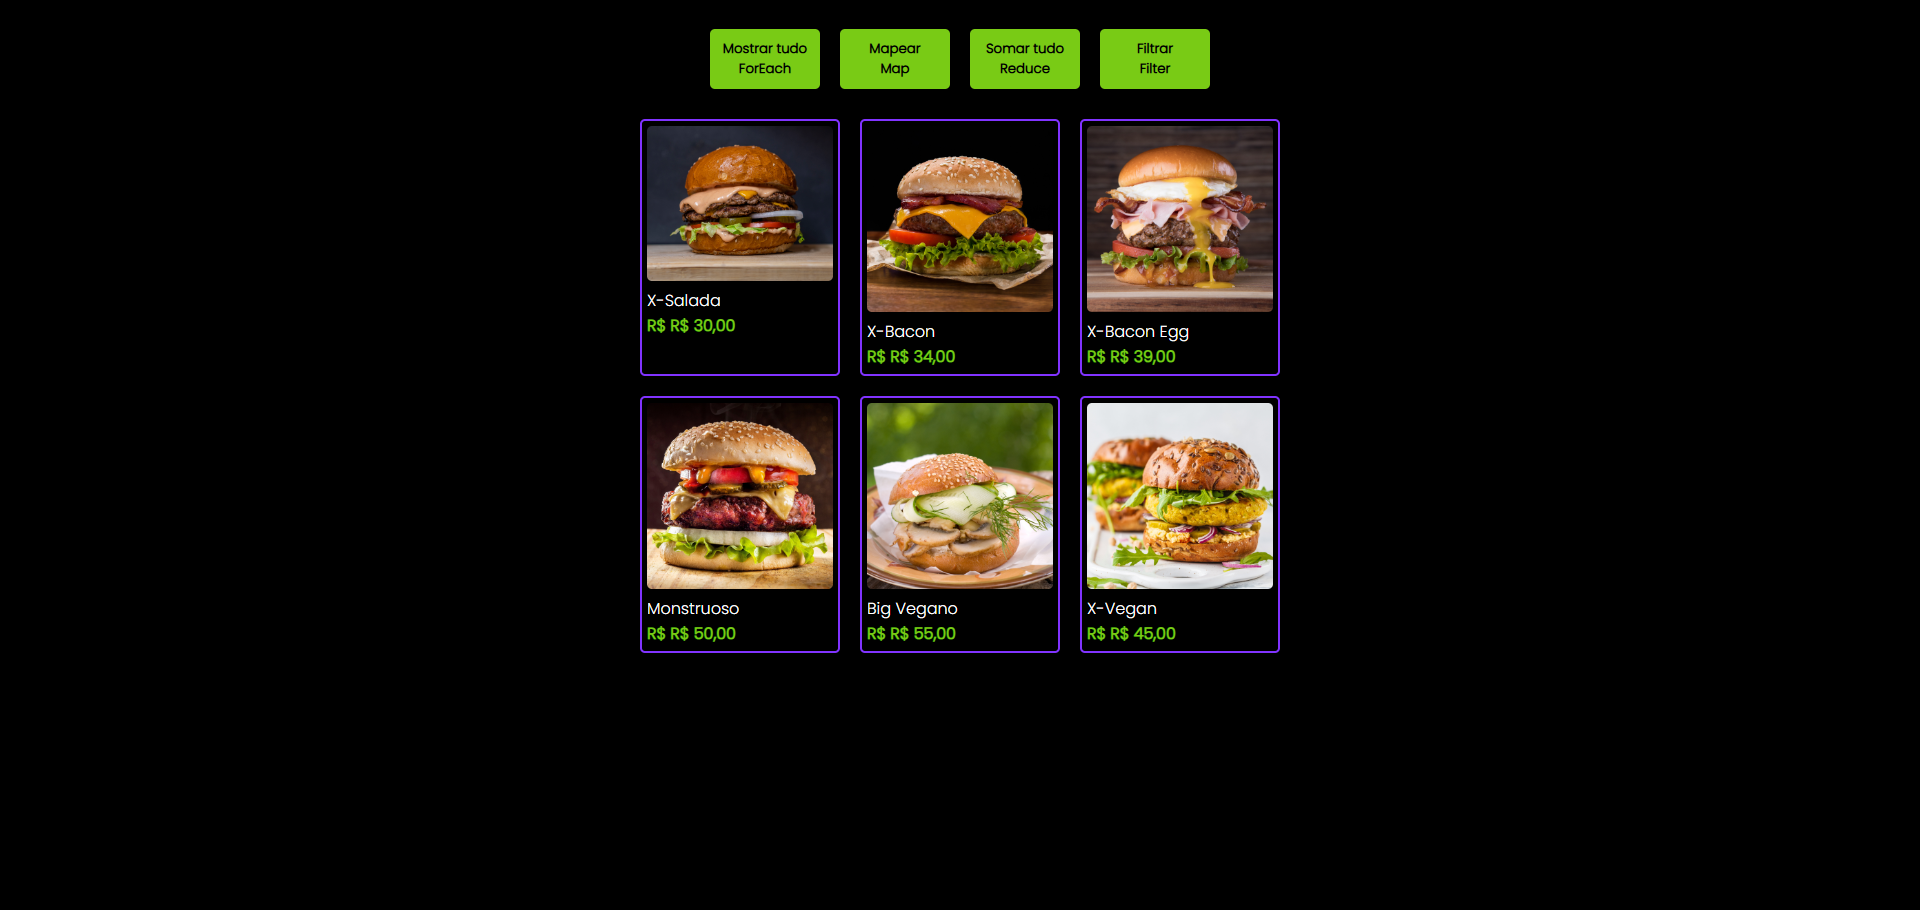 Mostrar tudo
ForEach
Mapear
Map
Somar tudo
Reduce
Filtrar
Filter
X-Salada
R$ R$ 30,00
X-Bacon
R$ R$ 34,00
X-Bacon Egg
R$ R$ 39,00
Monstruoso
R$ R$ 50,00
Big Vegano
R$ R$ 55,00
X-Vegan
R$ R$ 45,00